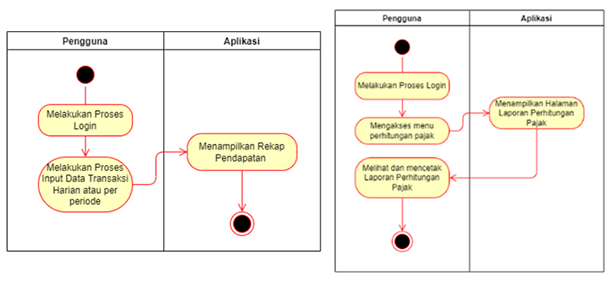 Pengguna
Aplikasi
Melakukan Proses
Login
Melakukan Proses
Input Data Transaksi
Harian atau per
periode
Menampilkan Rekap
Pendapatan
Pengguna
Aplikasi
Melakukan Proses Login
Mengakses menu
perhitungan pajak
Menampilkan Halaman
Laporan Perhitungan
Pajak
Melihat dan mencetak
Laporan Perhitungan
Pajak